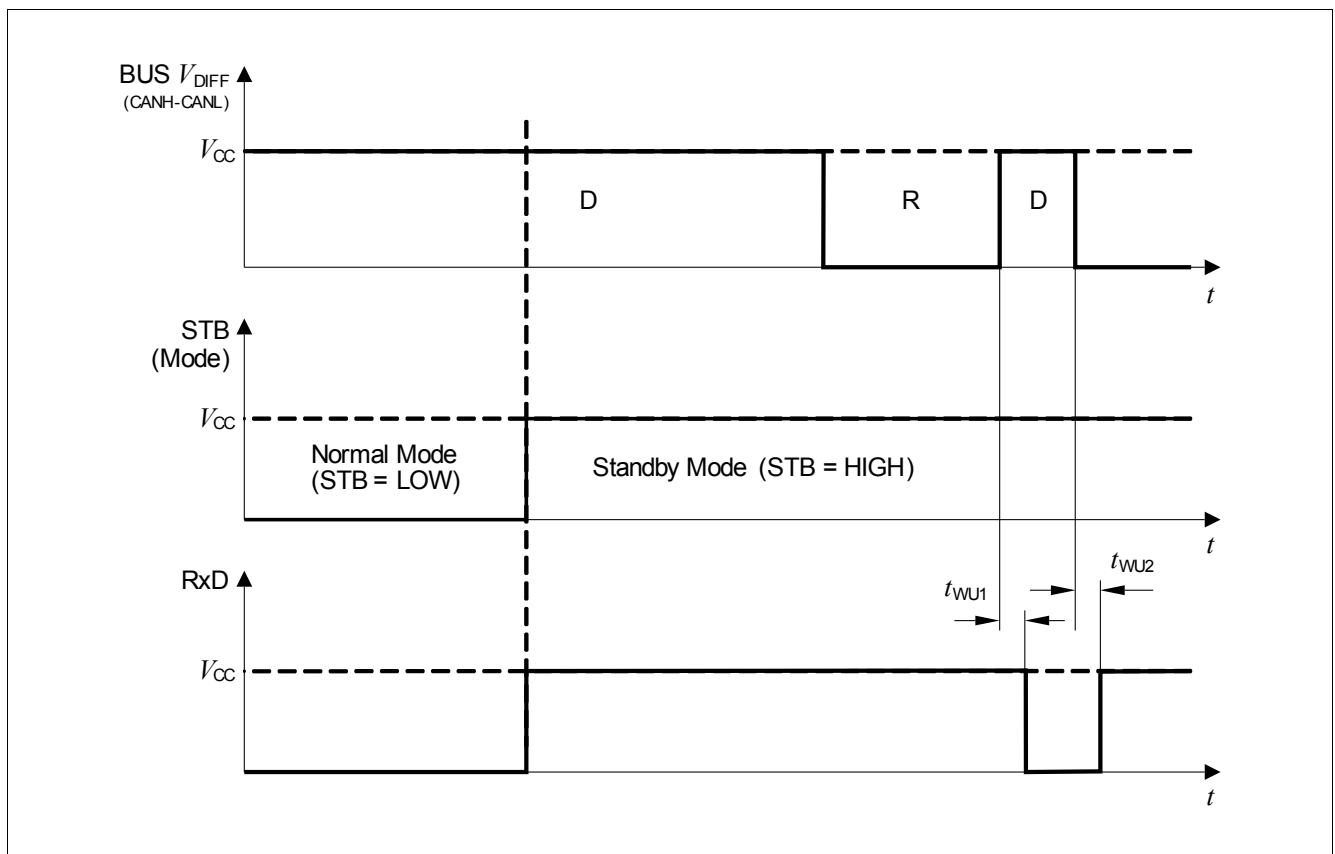 BUS VDIFF
(CANH-CANL)
VCC
D
R
D
t
STB
(Mode)
VCC
Normal Mode
(STB = LOW)
Standby Mode (STB = HIGH)
t
RxD
tWU1
tWU2
VCC
t